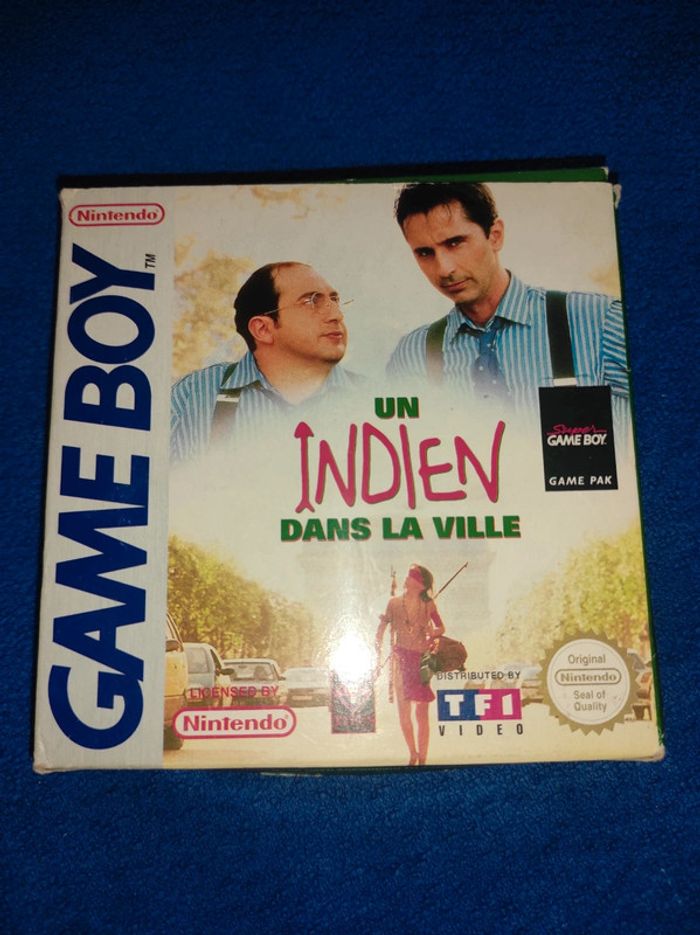 Nintendo
GAME BOY
TM
UN
INDIEN
DANS LA VILLE
Super
GAME BOY
GAME PAK
LICENSED BY
Nintendo
DISTRIBUTED BY
TF1
VIDEO
Original
Nintendo
Seal of
Quality